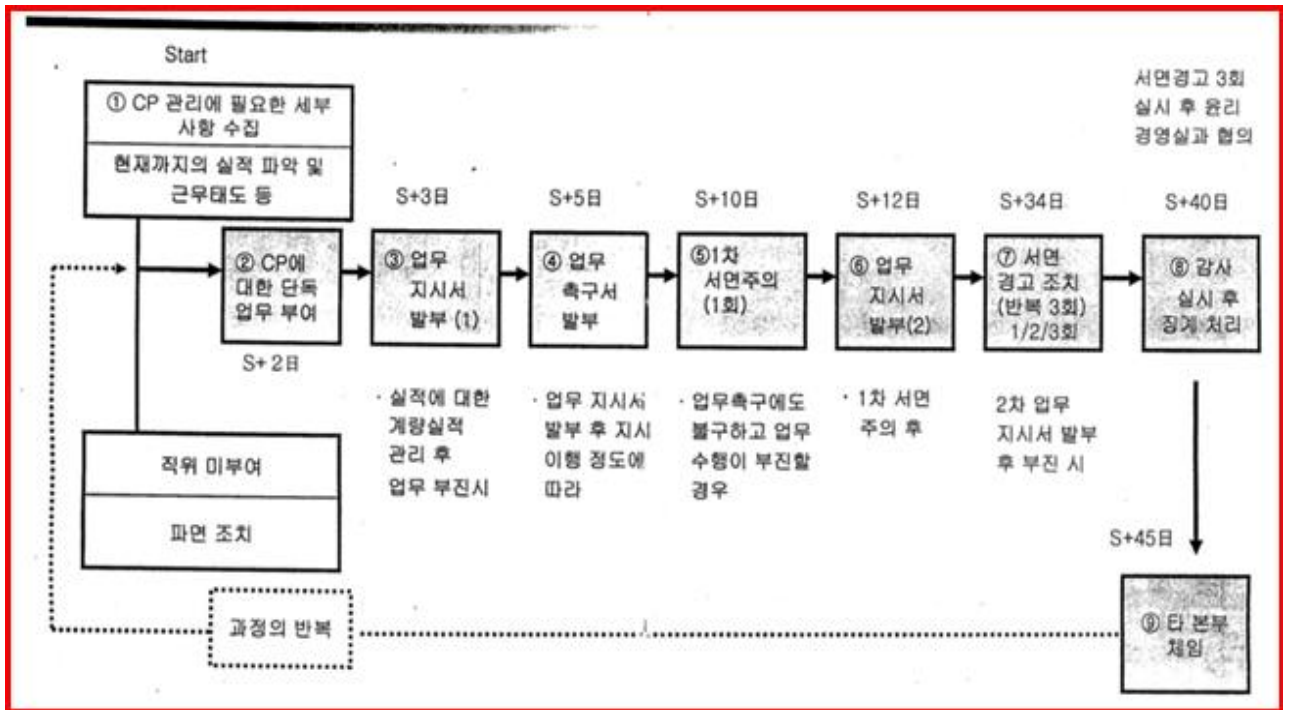 Start
① CP 관리에 필요한 세부
사항 수집
현재까지의 실적 파악 및
근무태도 등
서면경고 3회
실시 후 윤리
경영실과 협의
② CP에
대한 단독
업무 부여
S+2日
S+3日
③ 업무
지시서
발부 (1)
· 실적에 대한
계량실적
관리 후
업무 부진시
S+5日
④ 업무
촉구서
발부
· 업무 지시서
발부 후 지시
이행 정도에
따라
S+10日
⑤1차
서면주의
(1회)
· 업무촉구에도
불구하고 업무
수행이 부진할
경우
S+12日
⑥ 업무
지시서
발부(2)
· 1차 서면
주의 후
S+34日
⑦ 서면
경고 조치
(반복 3회)
1/2/3회
2차 업무
지시서 발부
후 부진 시
S+40日
⑧ 감사
실시 후
징계 처리
직위 미부여
파면 조치
S+45日
⑨ 타 본부
체임
과정의 반복